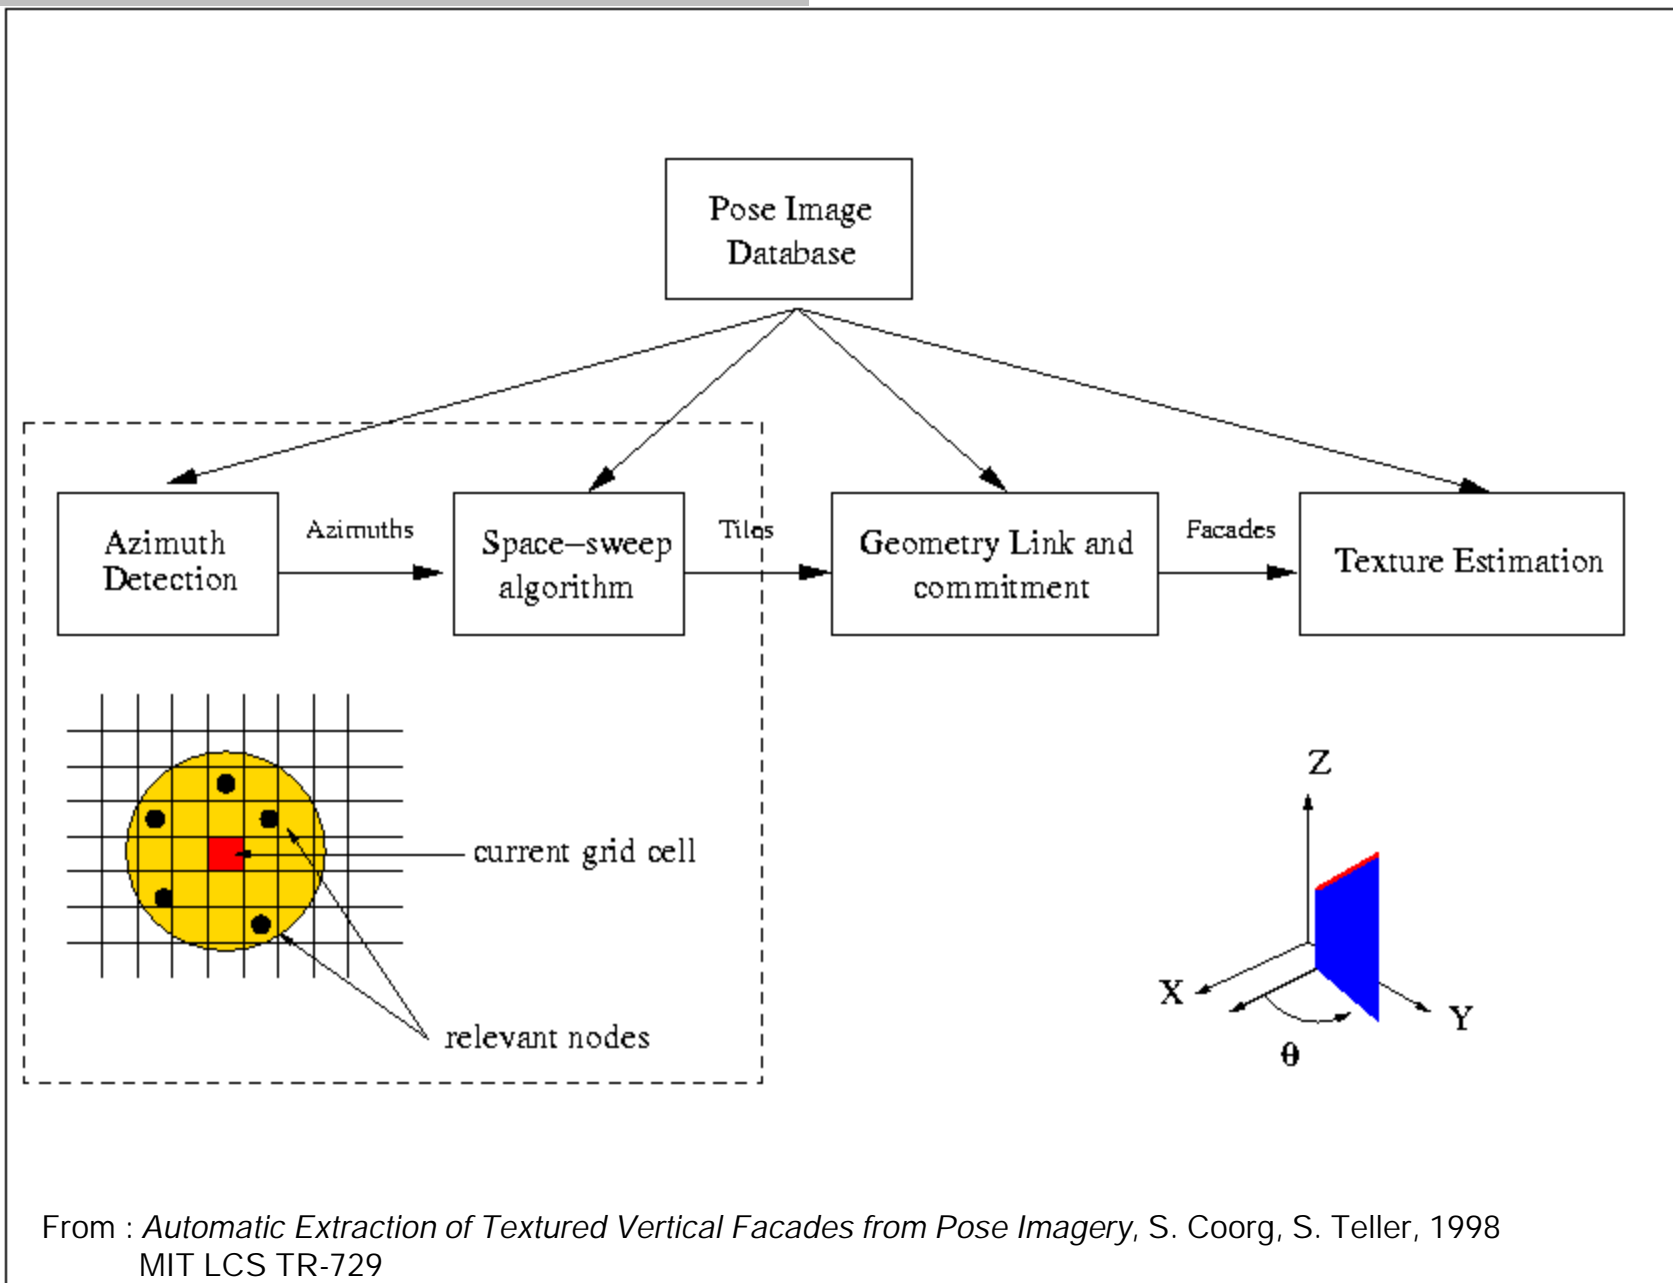 Pose Image
Database
Azimuth
Detection
Azimuths
Space-sweep
algorithm
Tiles
Geometry Link and
commitment
Facades
Texture Estimation
current grid cell
relevant nodes
Z
X
Y
θ
From : Automatic Extraction of Textured Vertical Facades from Pose Imagery, S. Coorg, S. Teller, 1998
MIT LCS TR-729